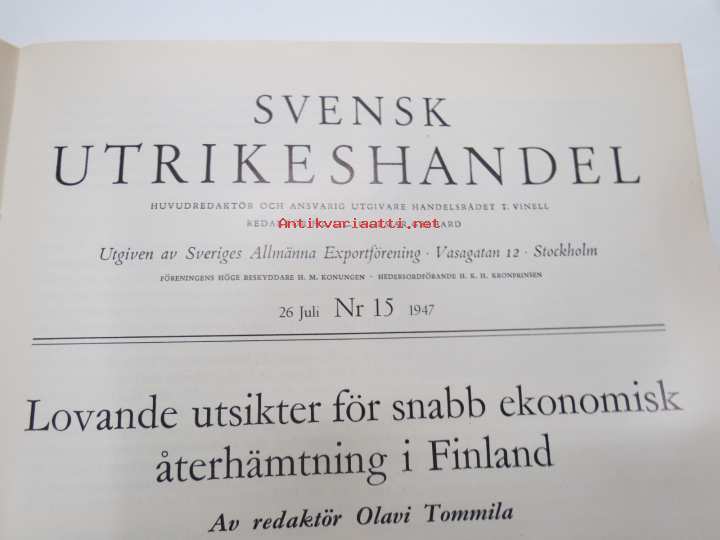 SVENSK
UTRIKESHANDEL
HUVUDREDAKTÖR OCH ANSVARIG UTGIVARE HANDELSRÅDET T. VINELL
Antikvariaatti.net
Utgiven av Sveriges Allmänna Exportförening · Vasagatan 12 · Stockholm
FÖRENINGENS HÖGE BESKYDDARE H. M. KONUNGEN · HEDERSORDFÖRANDE H. K. H. KRONPRINSEN
26 Juli Nr 15 1947
Lovande utsikter för snabb ekonomisk
återhämtning i Finland
Av redaktör Olavi Tommila